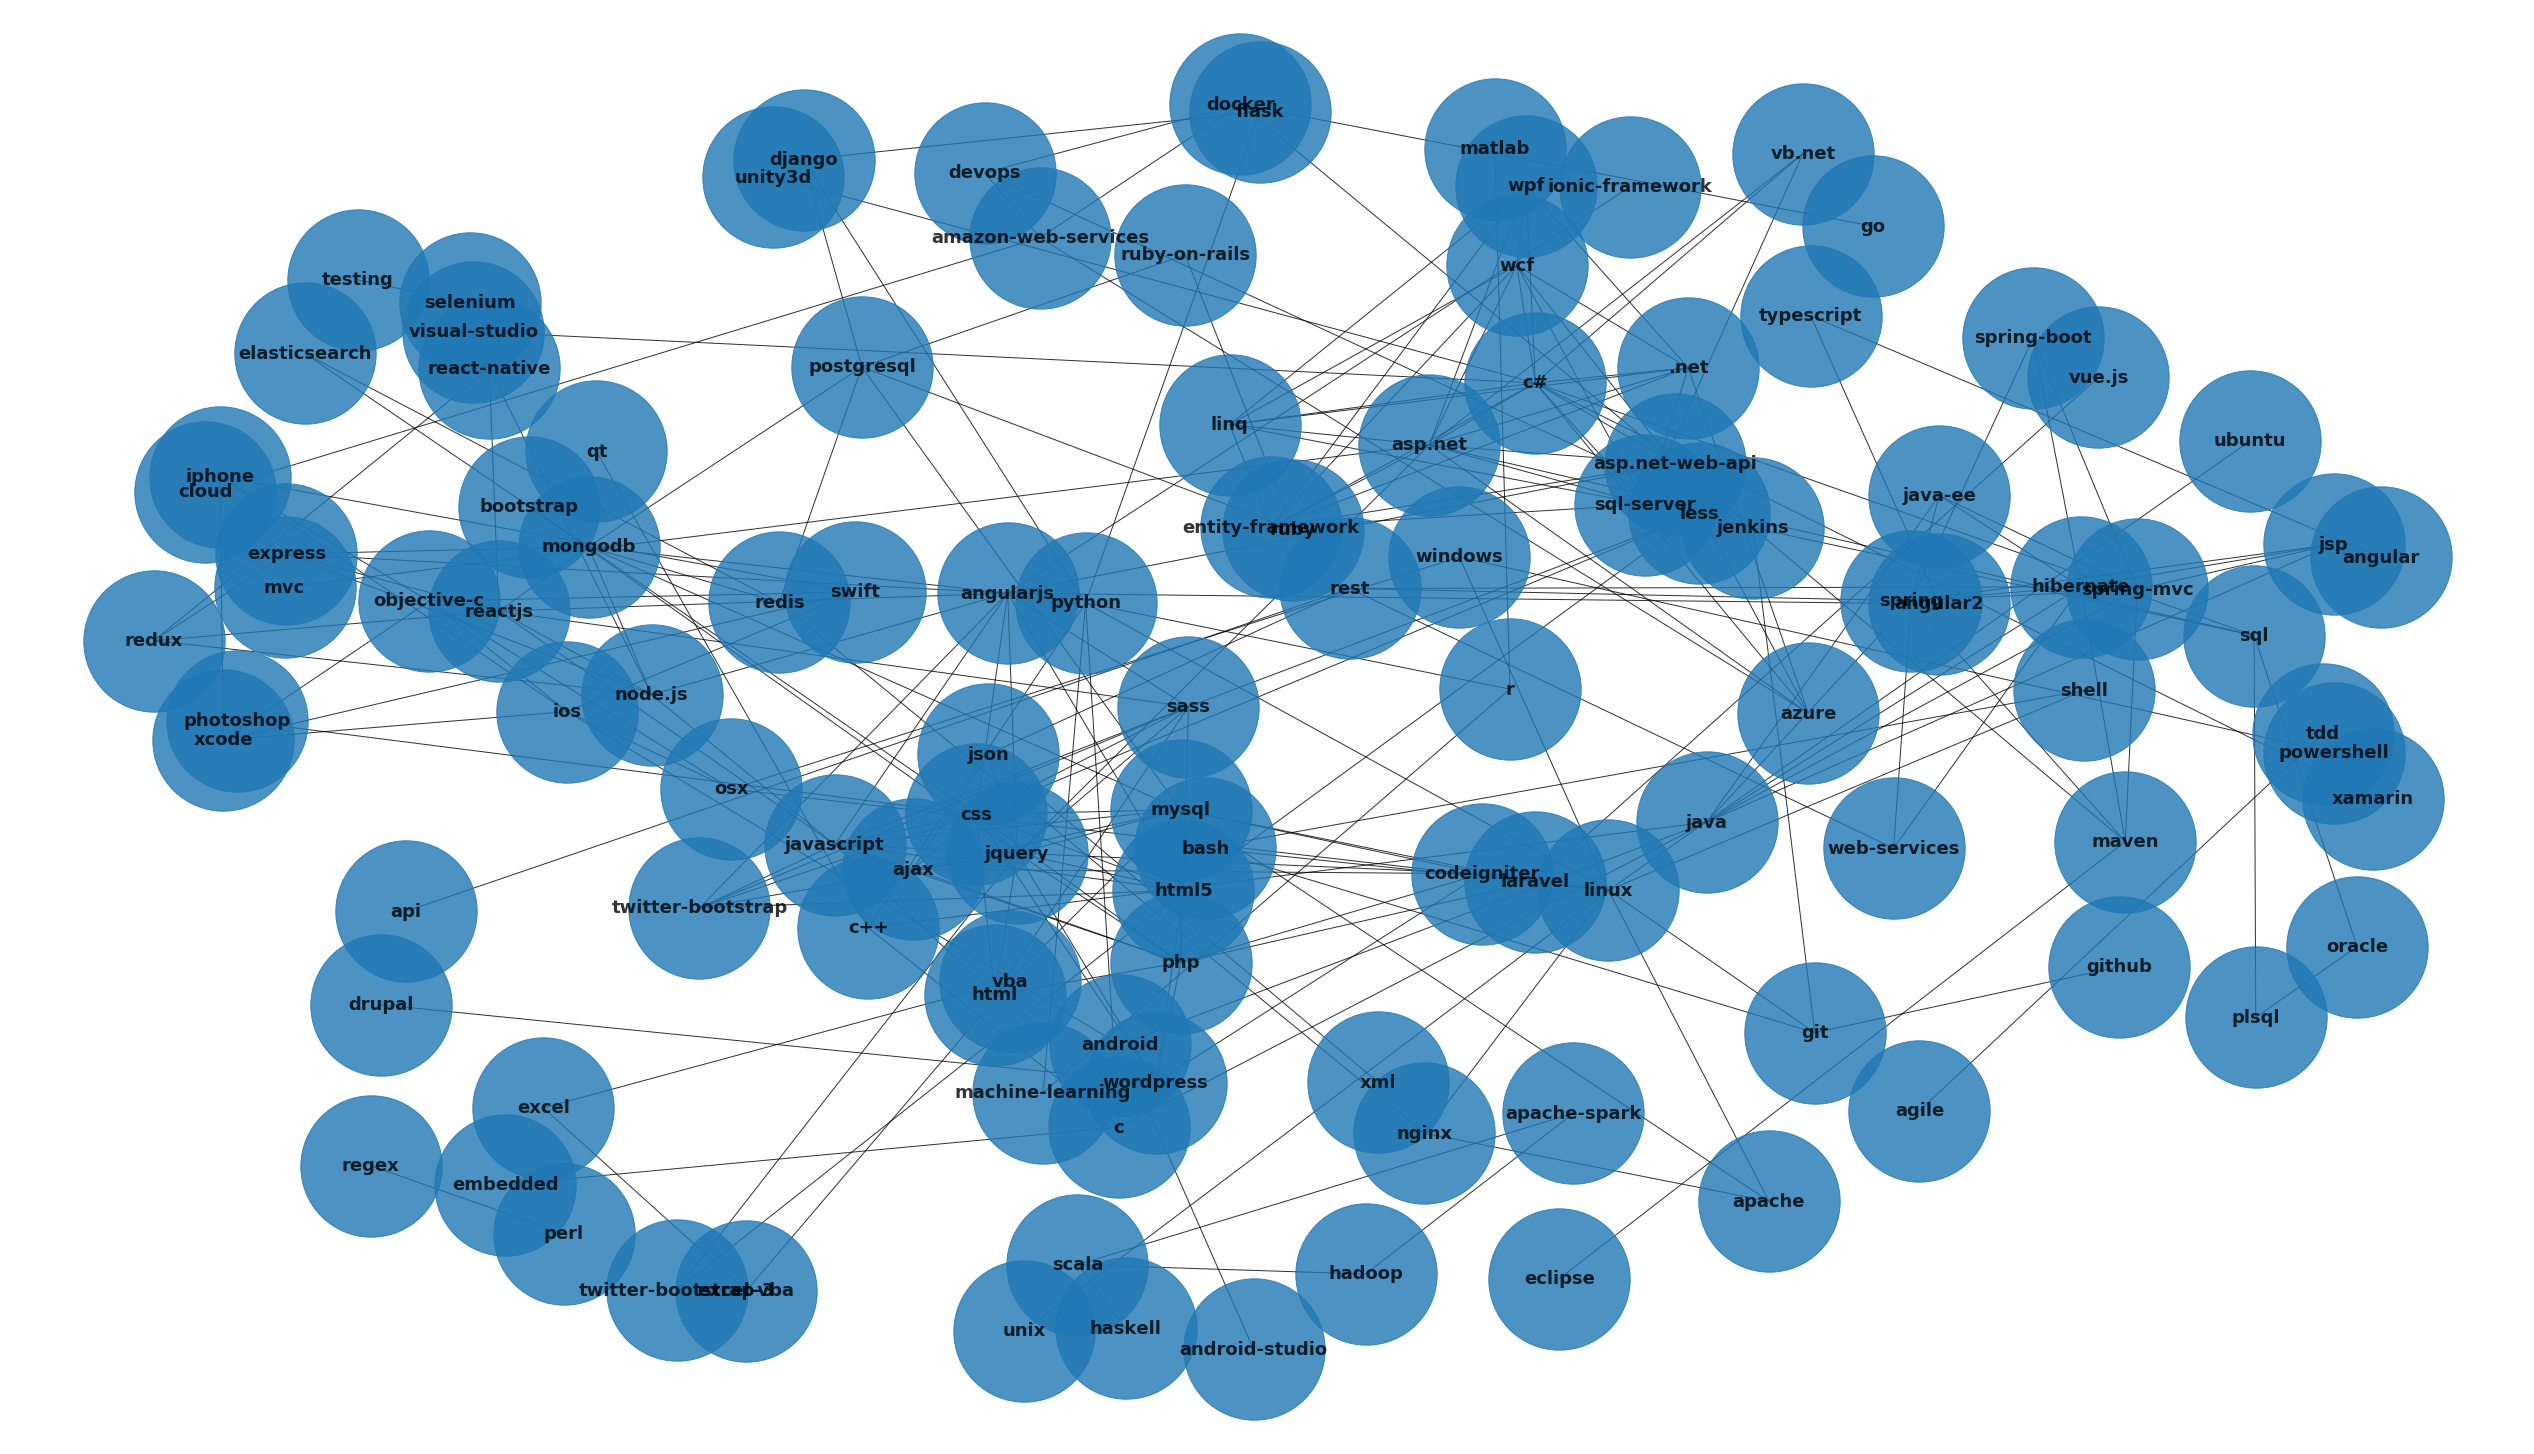 docker
flask
matlab
vb.net
django
unity3d
devops
wpf
ionic-framework
go
amazon-web-services
ruby-on-rails
wcf
testing
selenium
visual-studio
typescript
spring-boot
elasticsearch
react-native
postgresql
c#
.net
vue.js
linq
asp.net
ubuntu
qt
asp.net-web-api
iphone
cloud
bootstrap
sql-server
less
java-ee
jenkins
entity-framework
ruby
mongodb
express
windows
jsp
angular
mvc
objective-c
reactjs
redis
swift
angularjs
python
rest
spring
angular2
hibernate
spring-mvc
redux
sql
node.js
ios
sass
r
shell
photoshop
xcode
azure
tdd
powershell
json
osx
xamarin
css
mysql
java
javascript
jquery
bash
web-services
maven
ajax
html5
codeigniter
laravel
linux
api
twitter-bootstrap
c++
php
github
oracle
vba
html
drupal
android
git
plsql
machine-learning
wordpress
xml
excel
c
nginx
apache-spark
agile
regex
embedded
perl
apache
scala
hadoop
eclipse
twitter-bootstrap-3
excel-vba
unix
haskell
android-studio